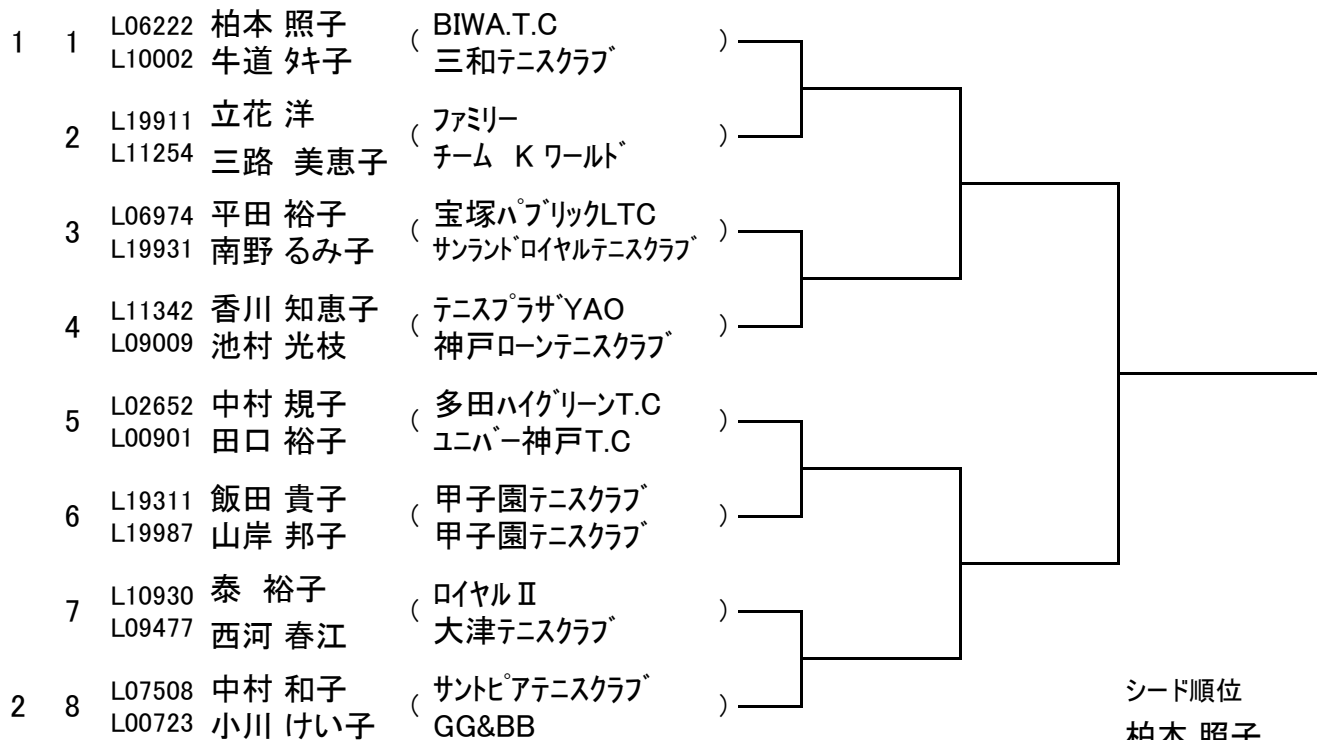 1 1 L06222 柏本 照子 ( BIWA.T.C )
L10002 牛道 タキ子 三和テニスクラブ
2 L19911 立花 洋 ( ファミリー )
L11254 三路 美恵子 チーム K ワールド
3 L06974 平田 裕子 ( 宝塚パブリックLTC )
L19931 南野 るみ子 サンランドロイヤルテニスクラブ
4 L11342 香川 知恵子 ( テニスプラザYAO )
L09009 池村 光枝 神戸ローンテニスクラブ
5 L02652 中村 規子 ( 多田ハイグリーンT.C )
L00901 田口 裕子 ユニバー神戸T.C
6 L19311 飯田 貴子 ( 甲子園テニスクラブ )
L19987 山岸 邦子 甲子園テニスクラブ
7 L10930 泰 裕子 ( ロイヤルⅡ )
L09477 西河 春江 大津テニスクラブ
2 8 L07508 中村 和子 ( サントピアテニスクラブ )
L00723 小川 けい子 GG&BB
シード順位
柏本 照子